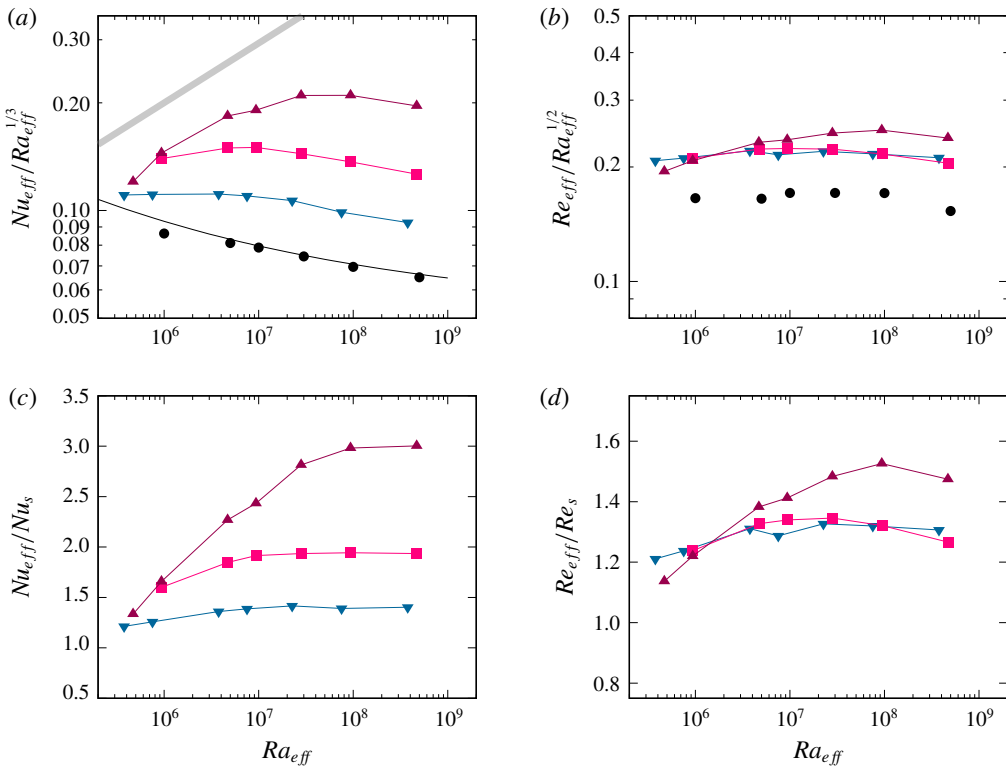 (a)
0.30
0.20
0.10
0.09
0.08
0.07
0.06
0.05
Nu_eff/Ra_eff^{1/3}
10^6 10^7 10^8 10^9
(b)
0.5
0.4
0.3
0.2
0.1
Re_eff/Ra_eff^{1/2}
10^6 10^7 10^8 10^9
(c)
3.5
3.0
2.5
2.0
1.5
1.0
0.5
Nu_eff/Nu_s
10^6 10^7 10^8 10^9
Ra_eff
(d)
1.6
1.4
1.2
1.0
0.8
Re_eff/Re_s
10^6 10^7 10^8 10^9
Ra_eff